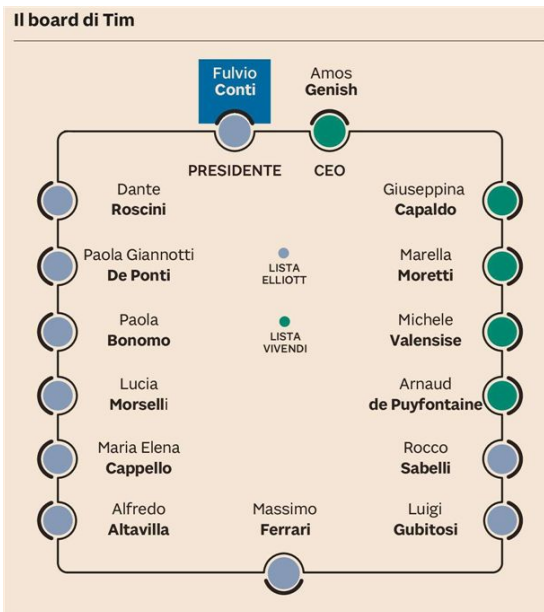 Il board di Tim
Fulvio
Conti
Amos
Genish
PRESIDENTE
CEO
Dante
Roscini
Giuseppina
Capaldo
Paola Giannotti
De Ponti
LISTA
ELLIOTT
Marella
Moretti
Paola
Bonomo
LISTA
VIVENDI
Michele
Valensise
Lucia
Morselli
Arnaud
de Puyfontaine
Maria Elena
Cappello
Rocco
Sabelli
Alfredo
Altavilla
Massimo
Ferrari
Luigi
Gubitosi